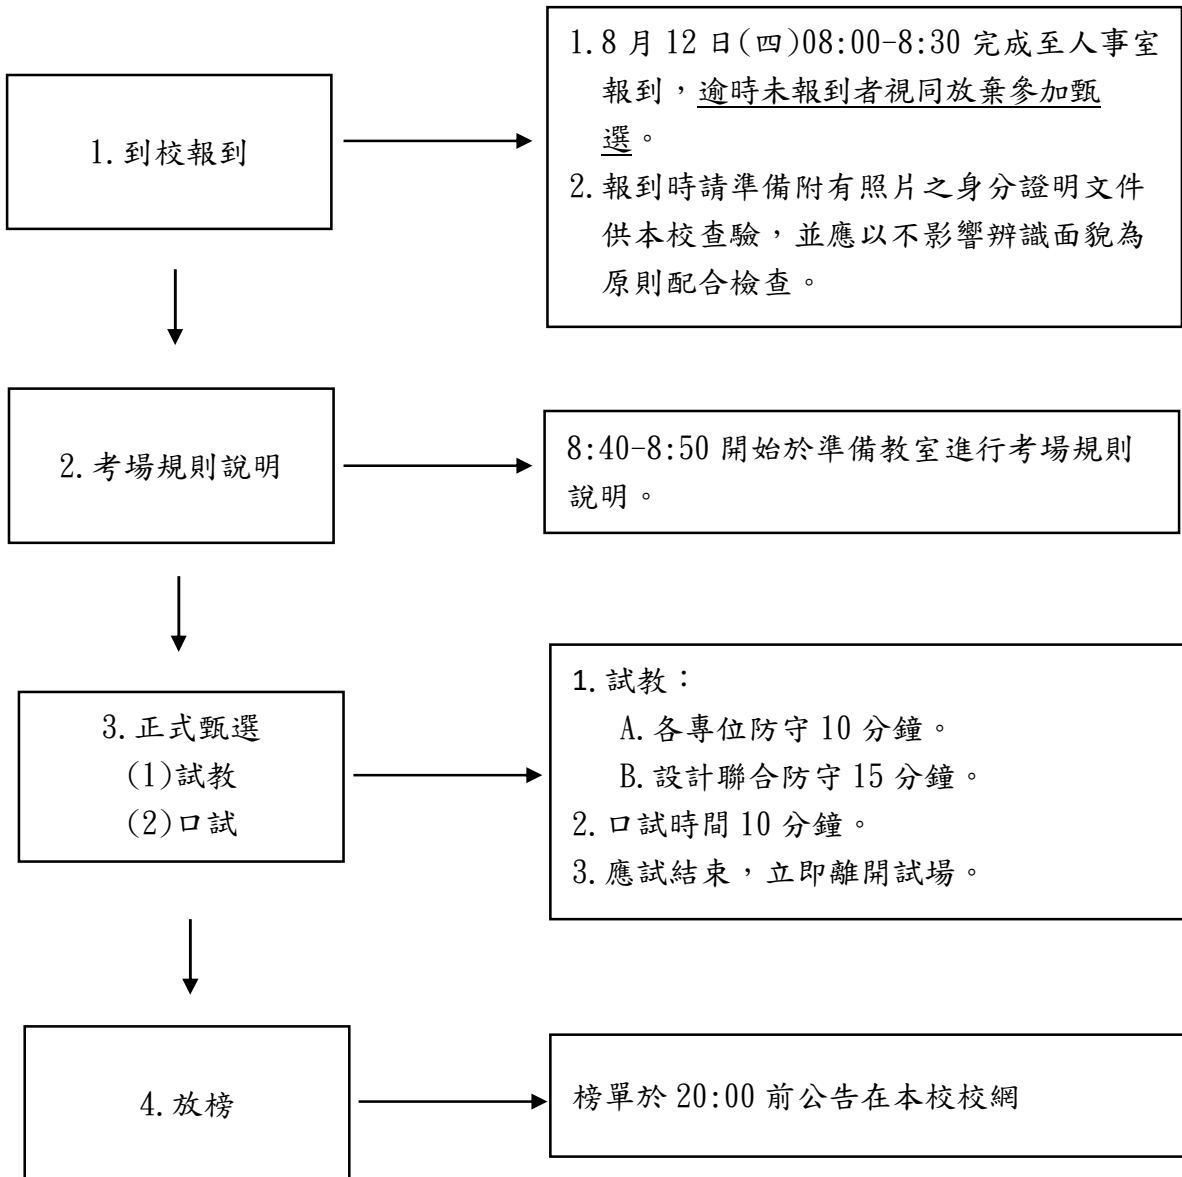 1.到校報到
1.8月12日(四)08:00-8:30完成至人事室
報到，逾時未報到者視同放棄參加甄
選。
2.報到時請準備附有照片之身分證明文件
供本校查驗，並應以不影響辨識面貌為
原則配合檢查。
2.考場規則說明
8:40-8:50開始於準備教室進行考場規則
說明。
3.正式甄選
(1)試教
(2)口試
1.試教：
A.各專位防守10分鐘。
B.設計聯合防守15分鐘。
2.口試時間10分鐘。
3.應試結束，立即離開試場。
4.放榜
榜單於20:00前公告在本校校網